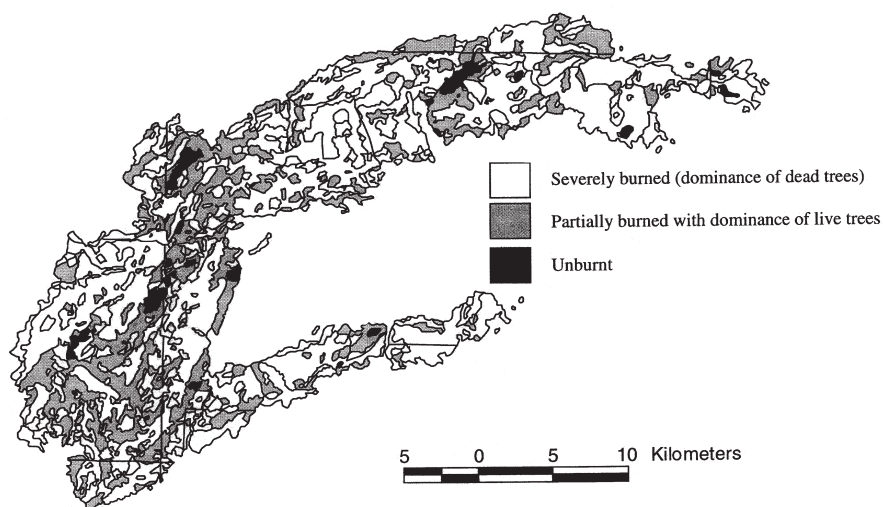 Severely burned (dominance of dead trees)
Partially burned with dominance of live trees
Unburnt
5 0 5 10 Kilometers